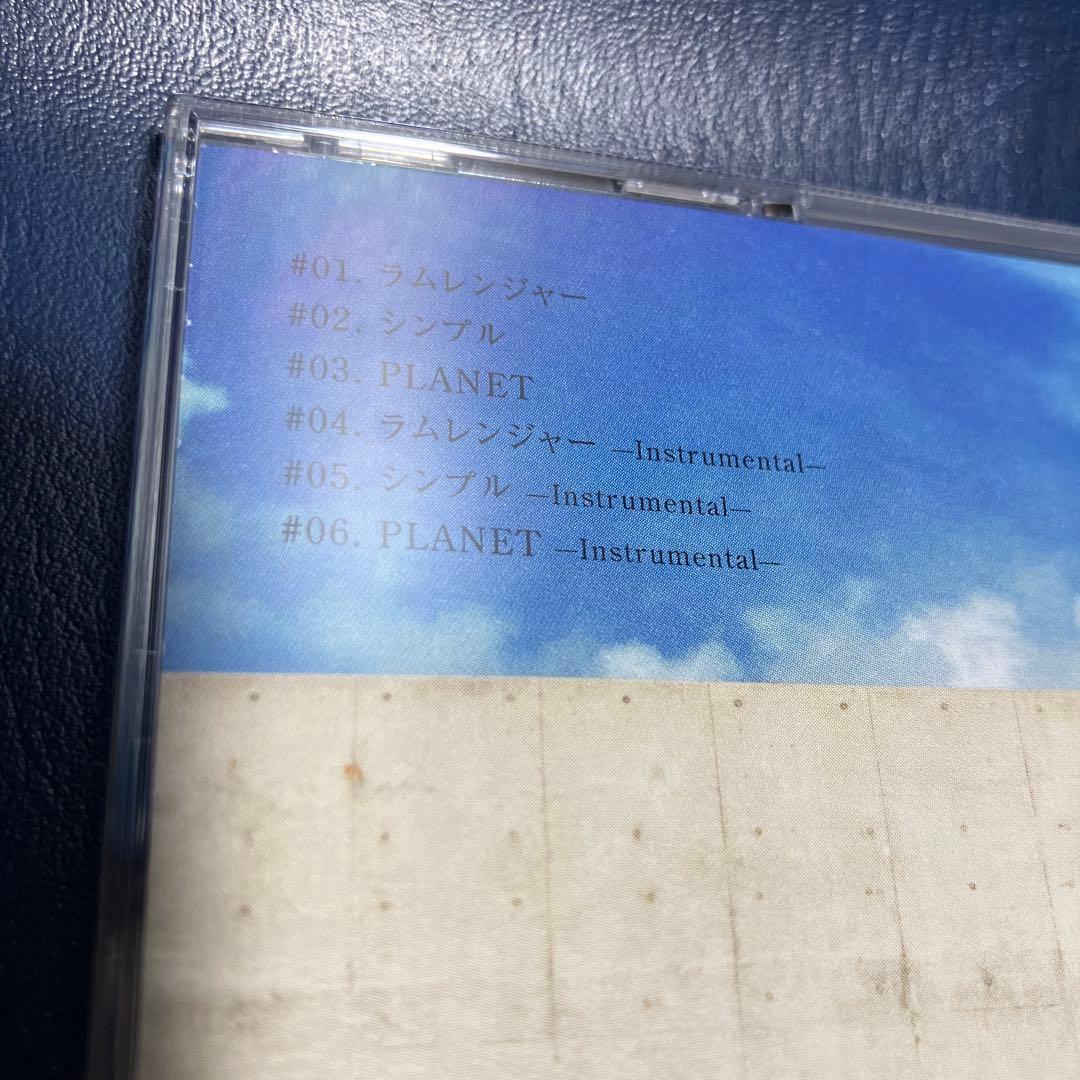 #01. ラムレンジャー
#02. シンプル
#03. PLANET
#04. ラムレンジャー —Instrumental—
#05. シンプル —Instrumental—
#06. PLANET —Instrumental—